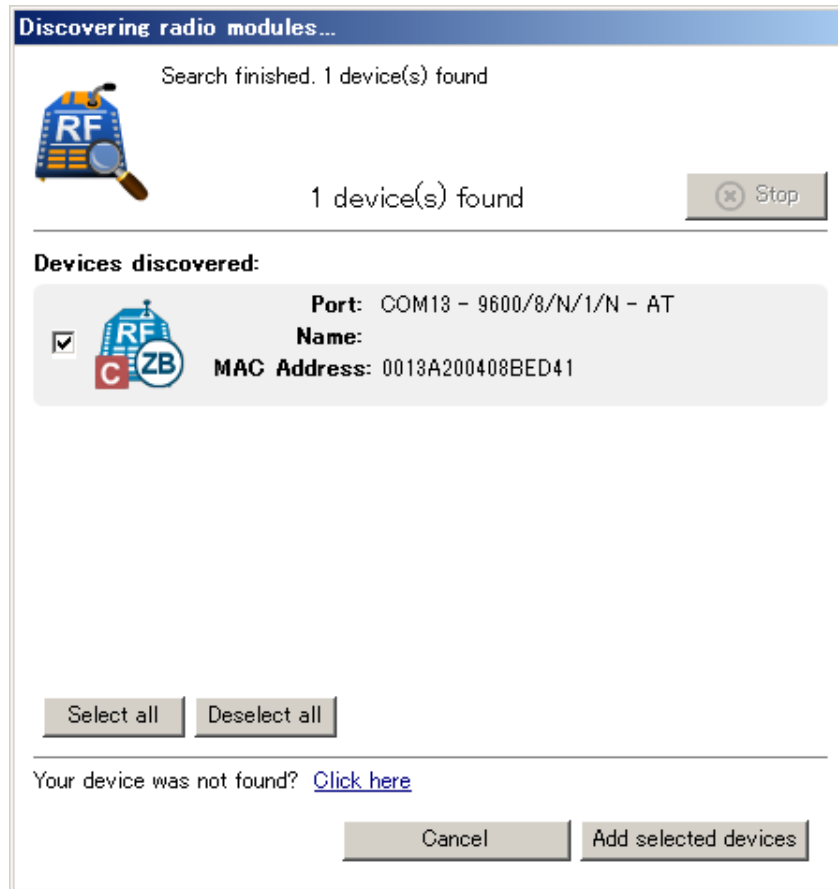 Discovering radio modules...
Search finished. 1 device(s) found
RF
1 device(s) found
Stop
Devices discovered:
RF
C ZB
Port: COM13 - 9600/8/N/1/N - AT
Name:
MAC Address: 0013A200408BED41
Select all Deselect all
Your device was not found? Click here
Cancel Add selected devices